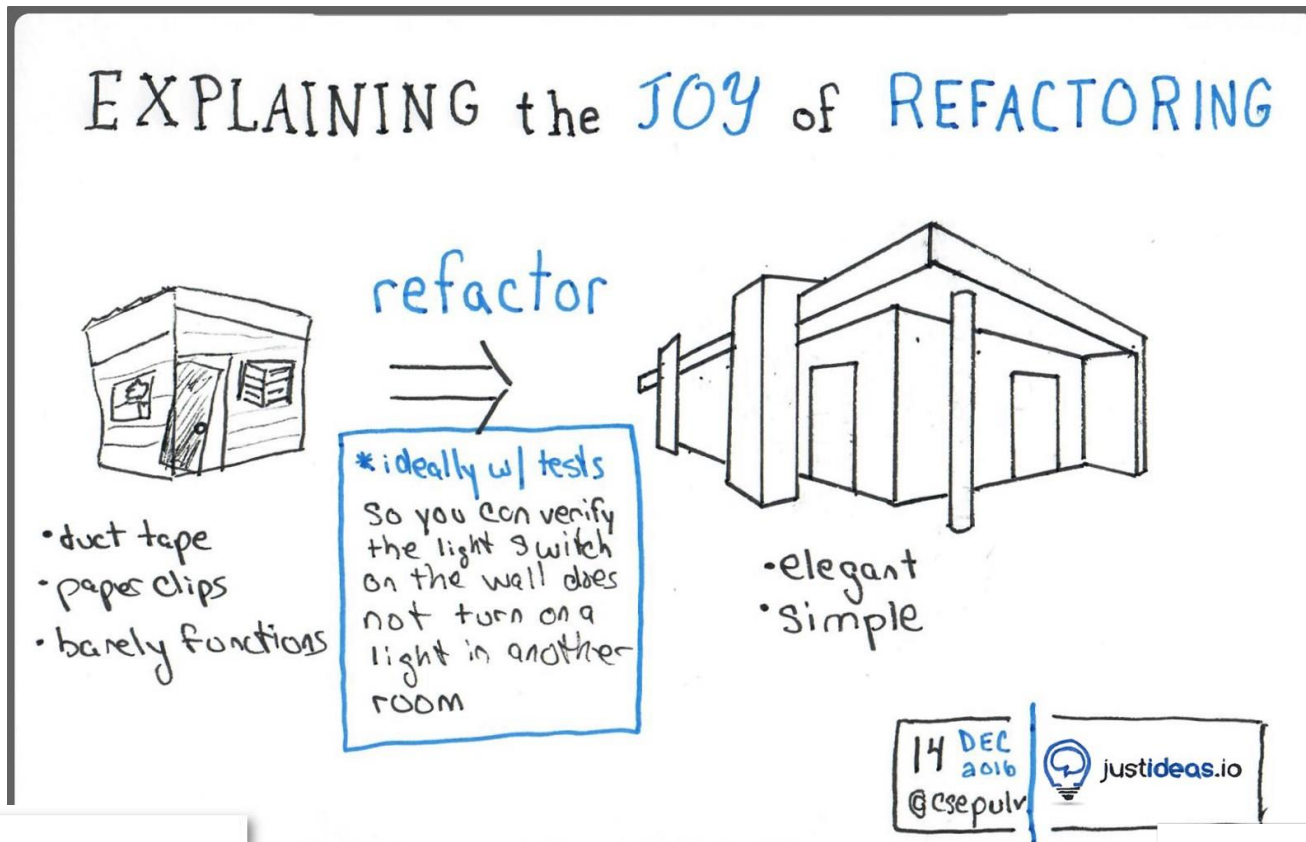 EXPLAINING the JOY of REFACTORING
refactor
*ideally w/ tests
so you can verify
the light switch
on the wall does
not turn on a
light in another
room
•duct tape
•paper clips
•barely functions
•elegant
•simple
14 DEC
2016
@csepulv
justideas.io